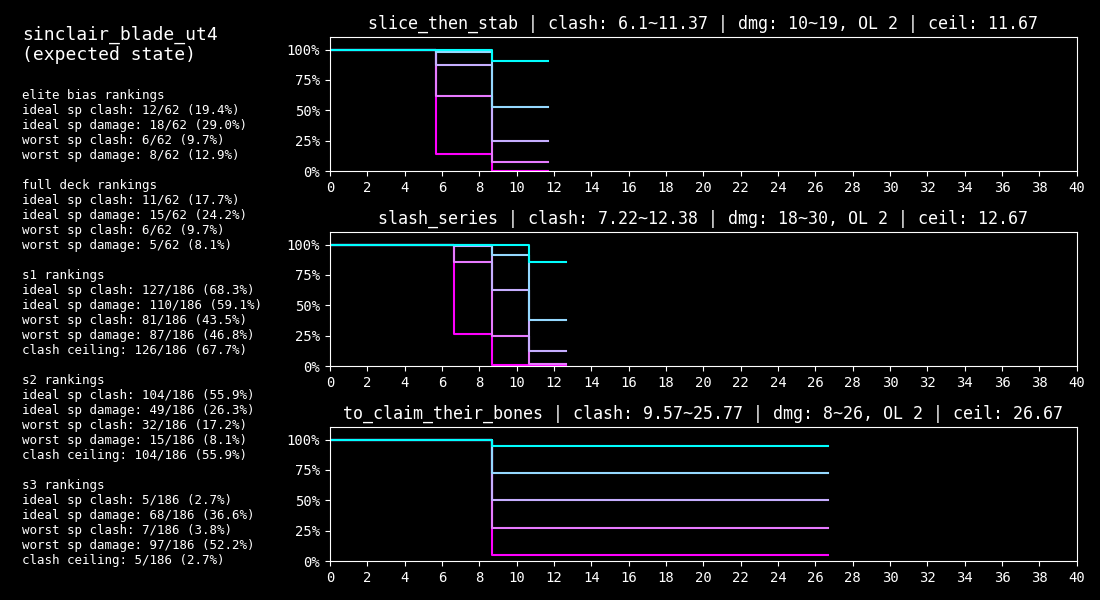 sinclair_blade_ut4
(expected state)
elite bias rankings
ideal sp clash: 12/62 (19.4%)
ideal sp damage: 18/62 (29.0%)
worst sp clash: 6/62 (9.7%)
worst sp damage: 8/62 (12.9%)
full deck rankings
ideal sp clash: 11/62 (17.7%)
ideal sp damage: 15/62 (24.2%)
worst sp clash: 6/62 (9.7%)
worst sp damage: 5/62 (8.1%)
s1 rankings
ideal sp clash: 127/186 (68.3%)
ideal sp damage: 110/186 (59.1%)
worst sp clash: 81/186 (43.5%)
worst sp damage: 87/186 (46.8%)
clash ceiling: 126/186 (67.7%)
s2 rankings
ideal sp clash: 104/186 (55.9%)
ideal sp damage: 49/186 (26.3%)
worst sp clash: 32/186 (17.2%)
worst sp damage: 15/186 (8.1%)
clash ceiling: 104/186 (55.9%)
s3 rankings
ideal sp clash: 5/186 (2.7%)
ideal sp damage: 68/186 (36.6%)
worst sp clash: 7/186 (3.8%)
worst sp damage: 97/186 (52.2%)
clash ceiling: 5/186 (2.7%)
slice_then_stab | clash: 6.1~11.37 | dmg: 10~19, OL 2 | ceil: 11.67
100%
75%
50%
25%
0%
0 2 4 6 8 10 12 14 16 18 20 22 24 26 28 30 32 34 36 38 40
slash_series | clash: 7.22~12.38 | dmg: 18~30, OL 2 | ceil: 12.67
100%
75%
50%
25%
0%
0 2 4 6 8 10 12 14 16 18 20 22 24 26 28 30 32 34 36 38 40
to_claim_their_bones | clash: 9.57~25.77 | dmg: 8~26, OL 2 | ceil: 26.67
100%
75%
50%
25%
0%
0 2 4 6 8 10 12 14 16 18 20 22 24 26 28 30 32 34 36 38 40